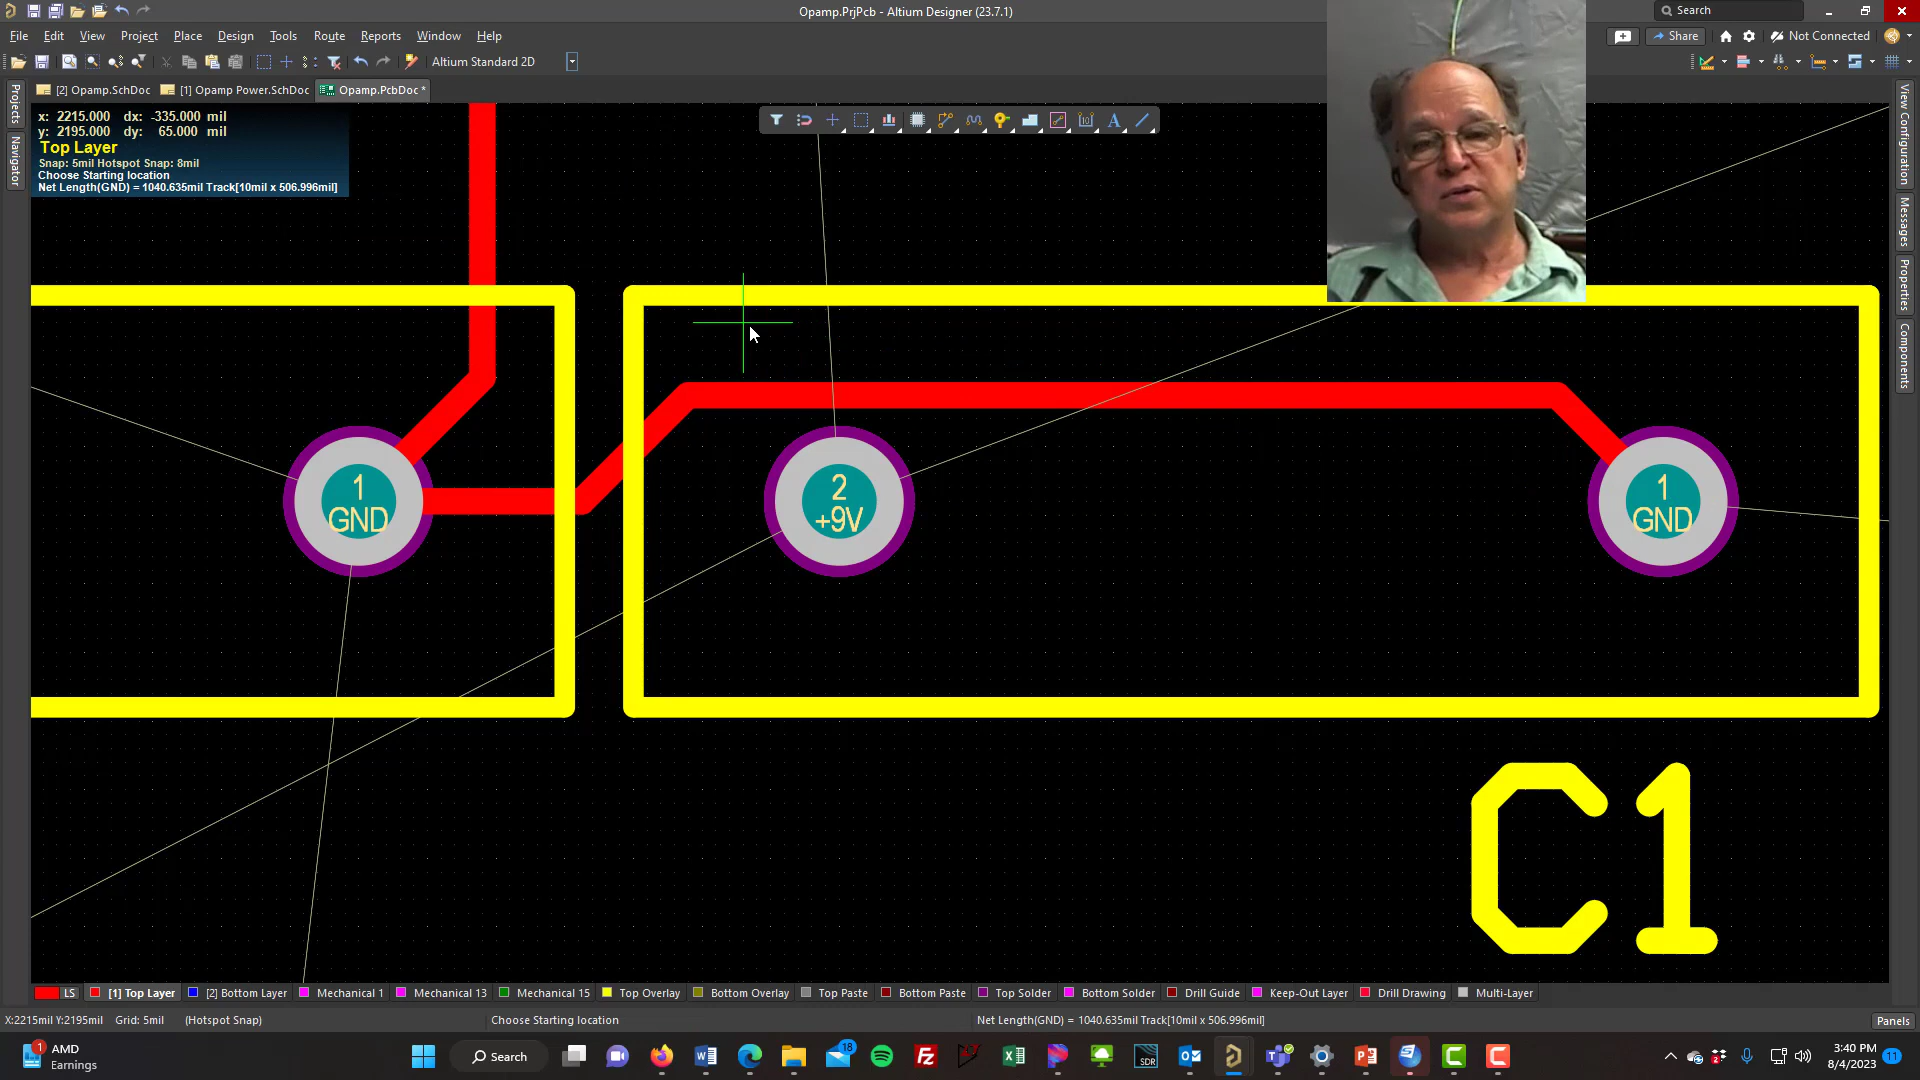 Opamp.PrjPcb - Altium Designer (23.7.1)
Search
File Edit View Project Place Design Tools Route Reports Window Help
Share
Not Connected
Altium Standard 2D
[2] Opamp.SchDoc
[1] Opamp Power.SchDoc
Opamp.PcbDoc *
Projects
Navigator
x: 2215.000 dx: -335.000 mil
y: 2195.000 dy: 65.000 mil
Top Layer
Snap: 5mil Hotspot Snap: 8mil
Choose Starting location
Net Length(GND) = 1040.635mil Track[10mil x 506.996mil]
View Configuration
Messages
Properties
Components
1
GND
2
+9V
1
GND
C1
LS
[1] Top Layer
[2] Bottom Layer
Mechanical 1
Mechanical 13
Mechanical 15
Top Overlay
Bottom Overlay
Top Paste
Bottom Paste
Top Solder
Bottom Solder
Drill Guide
Keep-Out Layer
Drill Drawing
Multi-Layer
X:2215mil Y:2195mil Grid: 5mil (Hotspot Snap)
Choose Starting location
Net Length(GND) = 1040.635mil Track[10mil x 506.996mil]
Panels
1
AMD
Earnings
Search
18
SDR
3:40 PM
8/4/2023
11